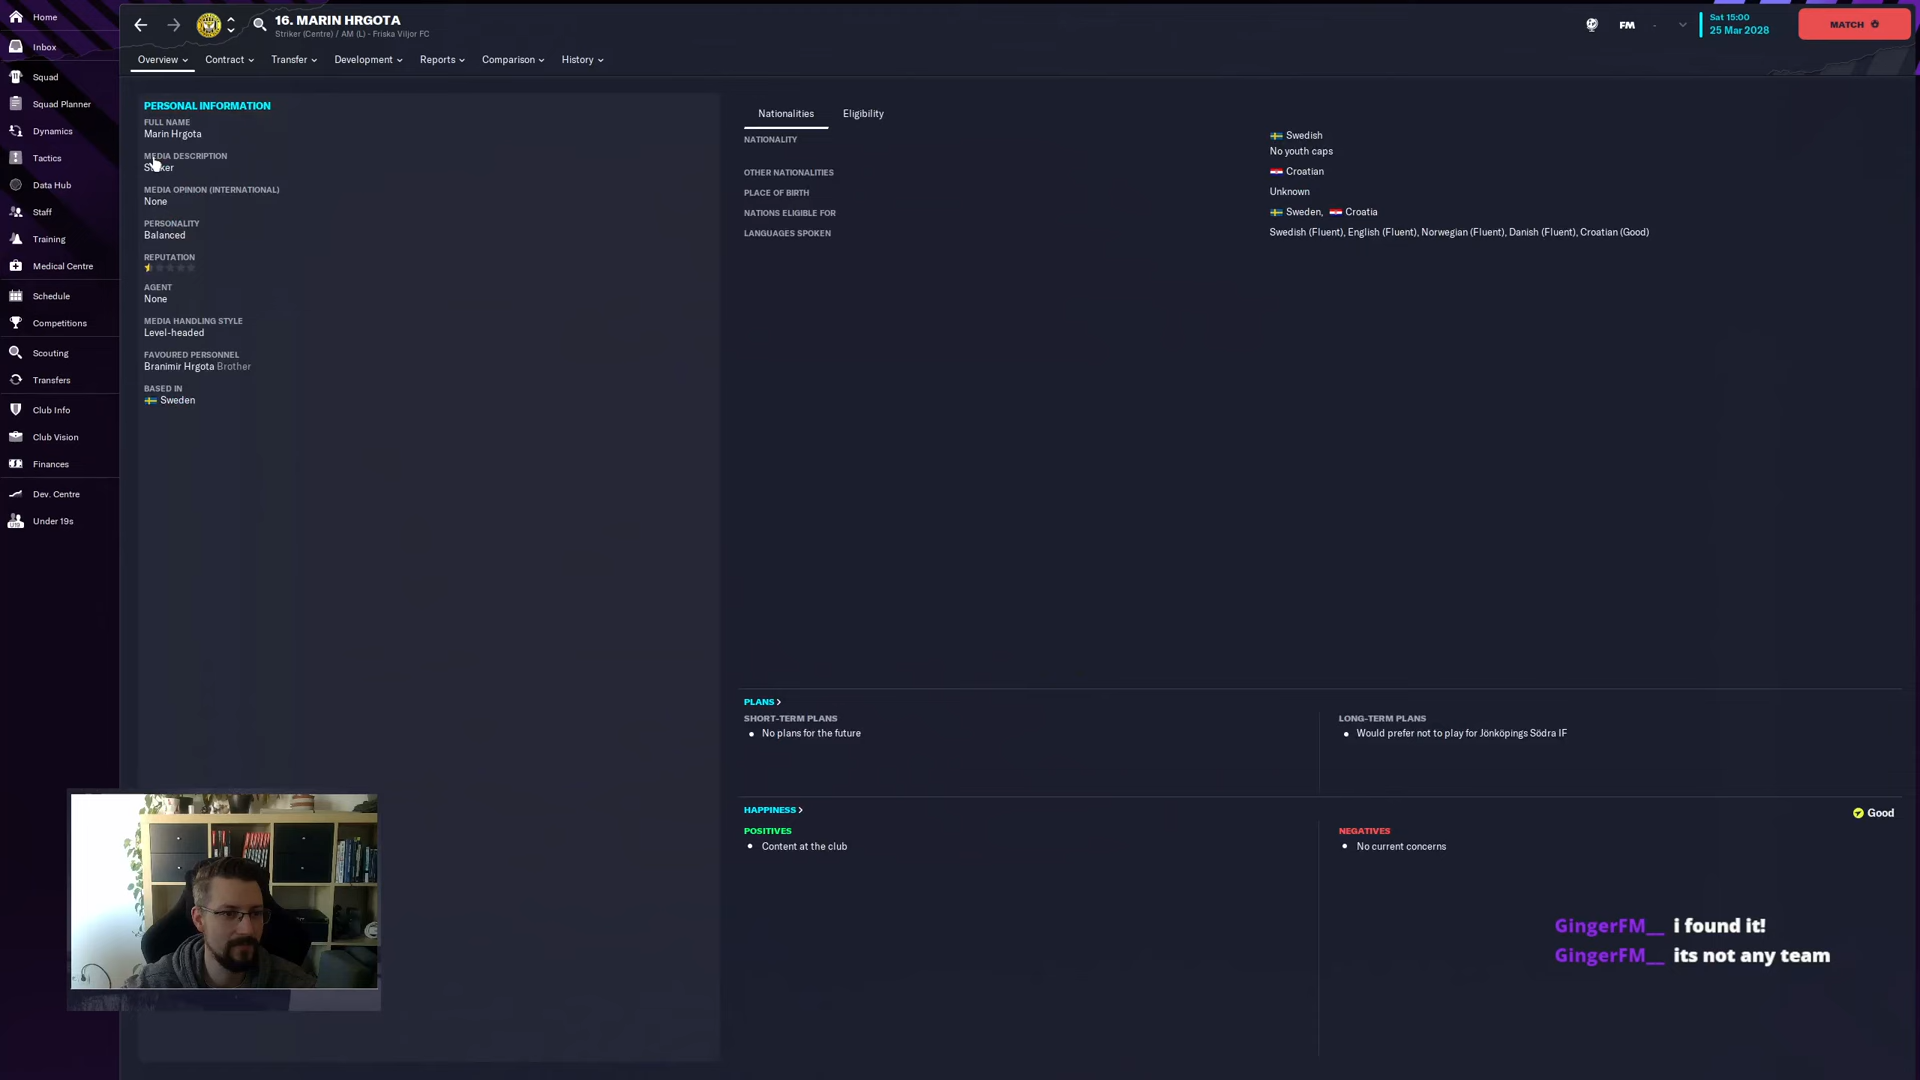 Home
Inbox
Squad
Squad Planner
Dynamics
Tactics
Data Hub
Staff
Training
Medical Centre
Schedule
Competitions
Scouting
Transfers
Club Info
Club Vision
Finances
Dev. Centre
Under 19s
16. MARIN HRGOTA
Striker (Centre) / AM (L) - Friska Viljor FC
FM
Sat 15:00
25 Mar 2028
MATCH
Overview Contract Transfer Development Reports Comparison History
PERSONAL INFORMATION
FULL NAME
Marin Hrgota
MEDIA DESCRIPTION
Striker
MEDIA OPINION (INTERNATIONAL)
None
PERSONALITY
Balanced
REPUTATION
AGENT
None
MEDIA HANDLING STYLE
Level-headed
FAVOURED PERSONNEL
Branimir Hrgota Brother
BASED IN
Sweden
Nationalities Eligibility
NATIONALITY Swedish
No youth caps
OTHER NATIONALITIES Croatian
PLACE OF BIRTH Unknown
NATIONS ELIGIBLE FOR Sweden, Croatia
LANGUAGES SPOKEN Swedish (Fluent), English (Fluent), Norwegian (Fluent), Danish (Fluent), Croatian (Good)
PLANS
SHORT-TERM PLANS
No plans for the future
LONG-TERM PLANS
Would prefer not to play for Jönköpings Södra IF
HAPPINESS
Good
POSITIVES
Content at the club
NEGATIVES
No current concerns
GingerFM__ i found it!
GingerFM__ its not any team